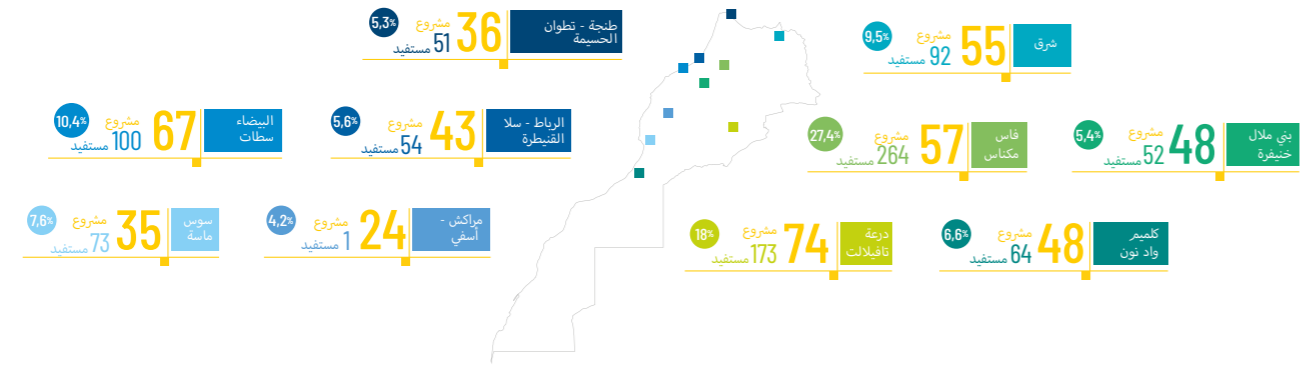 طنجة - تطوان
الحسيمة
36
مشروع
51 مستفيد
5,3%
شرق
55
مشروع
92 مستفيد
9,5%
البيضاء
سطات
67
مشروع
100 مستفيد
10,4%
الرباط - سلا
القنيطرة
43
مشروع
54 مستفيد
5,6%
فاس
مكناس
57
مشروع
264 مستفيد
27,4%
بني ملال
خنيفرة
48
مشروع
52 مستفيد
5,4%
سوس
ماسة
35
مشروع
73 مستفيد
7,6%
مراكش -
أسفي
24
مشروع
1 مستفيد
4,2%
درعة
تافيلالت
74
مشروع
173 مستفيد
18%
كلميم
واد نون
48
مشروع
64 مستفيد
6,6%